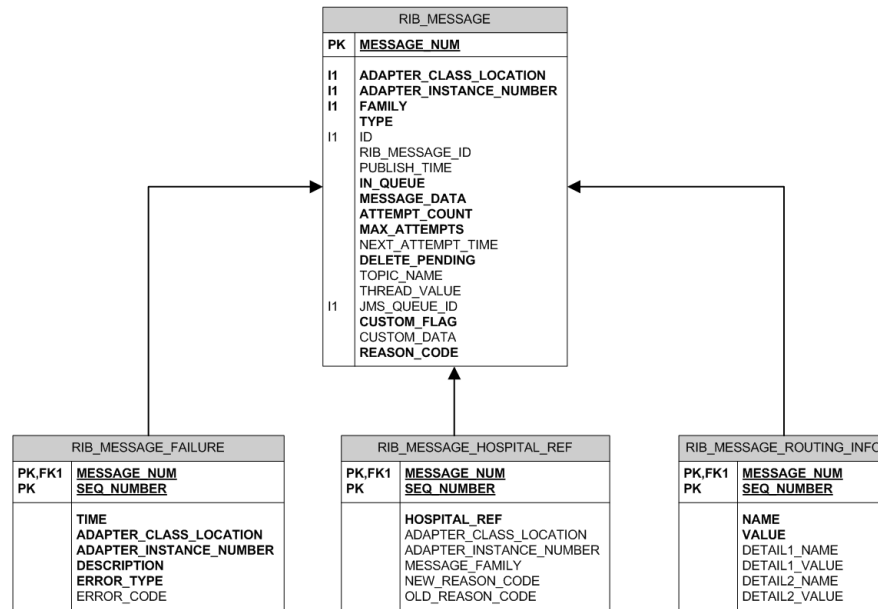 RIB_MESSAGE
PK MESSAGE_NUM
I1 ADAPTER_CLASS_LOCATION
I1 ADAPTER_INSTANCE_NUMBER
I1 FAMILY
TYPE
I1 ID
RIB_MESSAGE_ID
PUBLISH_TIME
IN_QUEUE
MESSAGE_DATA
ATTEMPT_COUNT
MAX_ATTEMPTS
NEXT_ATTEMPT_TIME
DELETE_PENDING
TOPIC_NAME
THREAD_VALUE
I1 JMS_QUEUE_ID
CUSTOM_FLAG
CUSTOM_DATA
REASON_CODE
RIB_MESSAGE_FAILURE
PK,FK1 MESSAGE_NUM
PK SEQ_NUMBER
TIME
ADAPTER_CLASS_LOCATION
ADAPTER_INSTANCE_NUMBER
DESCRIPTION
ERROR_TYPE
ERROR_CODE
RIB_MESSAGE_HOSPITAL_REF
PK,FK1 MESSAGE_NUM
PK SEQ_NUMBER
HOSPITAL_REF
ADAPTER_CLASS_LOCATION
ADAPTER_INSTANCE_NUMBER
MESSAGE_FAMILY
NEW_REASON_CODE
OLD_REASON_CODE
RIB_MESSAGE_ROUTING_INFO
PK,FK1 MESSAGE_NUM
PK SEQ_NUMBER
NAME
VALUE
DETAIL1_NAME
DETAIL1_VALUE
DETAIL2_NAME
DETAIL2_VALUE